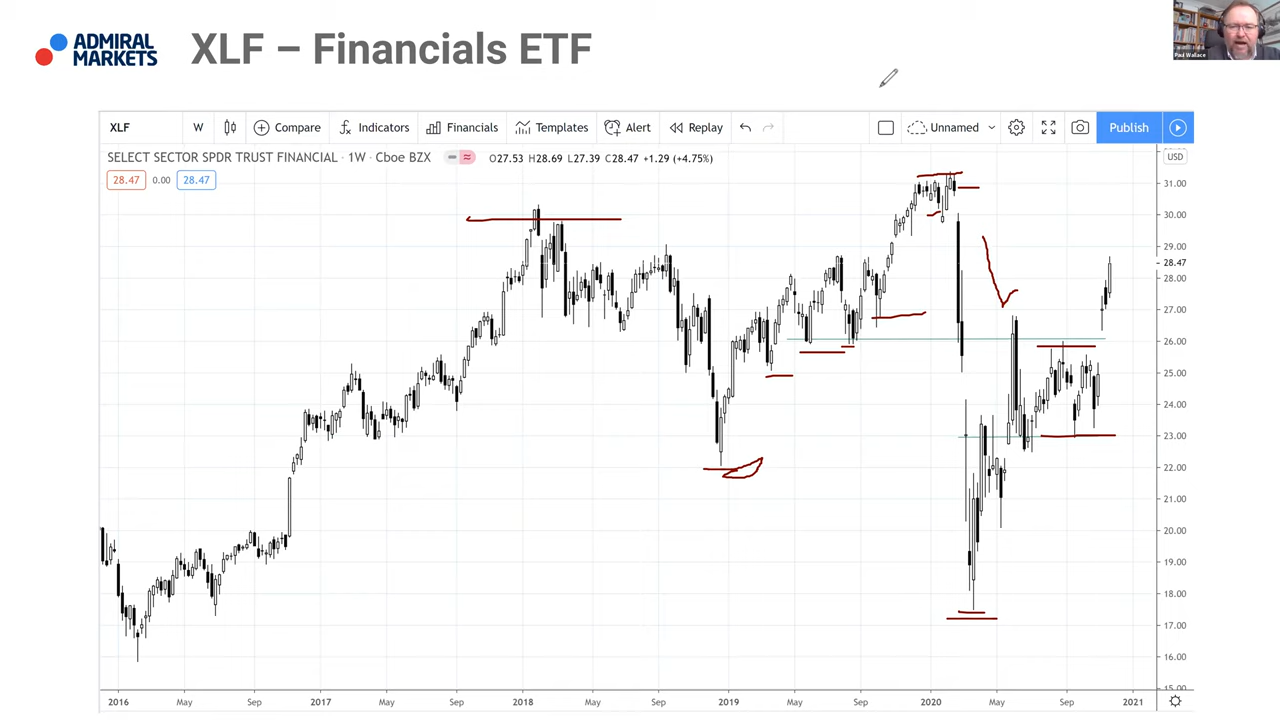 ADMIRAL
MARKETS
XLF – Financials ETF
Paul Wallace
XLF W Compare Indicators Financials Templates Alert Replay Unnamed Publish
SELECT SECTOR SPDR TRUST FINANCIAL · 1W · Cboe BZX O27.53 H28.69 L27.39 C28.47 +1.29 (+4.75%)
USD
28.47 0.00 28.47
31.00
30.00
29.00
28.47
28.00
27.00
26.00
25.00
24.00
23.00
22.00
21.00
20.00
19.00
18.00
17.00
16.00
15.00
2016 May Sep 2017 May Sep 2018 May Sep 2019 May Sep 2020 May Sep 2021